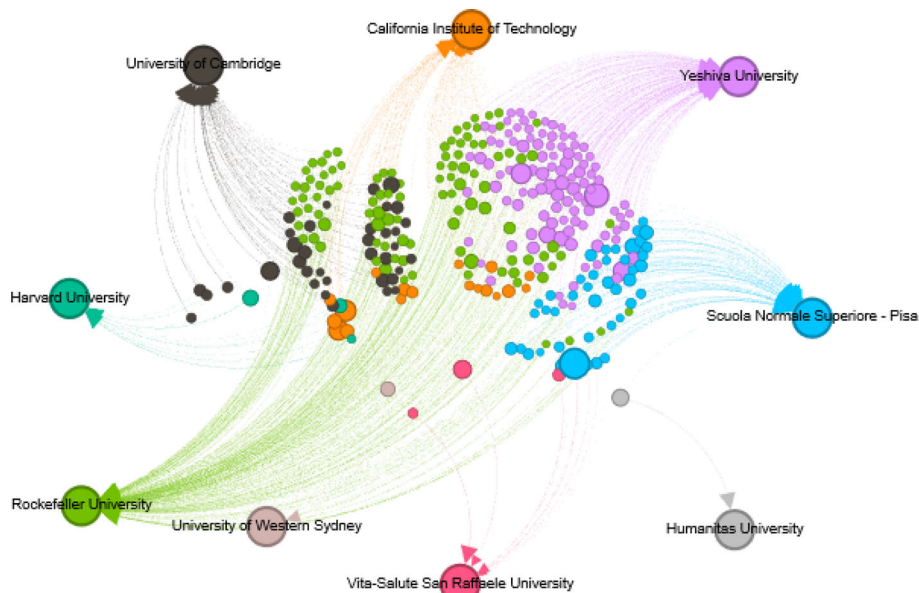 California Institute of Technology
University of Cambridge
Yeshiva University
Harvard University
Scuola Normale Superiore - Pisa
Rockefeller University
University of Western Sydney
Humanitas University
Vita-Salute San Raffaele University